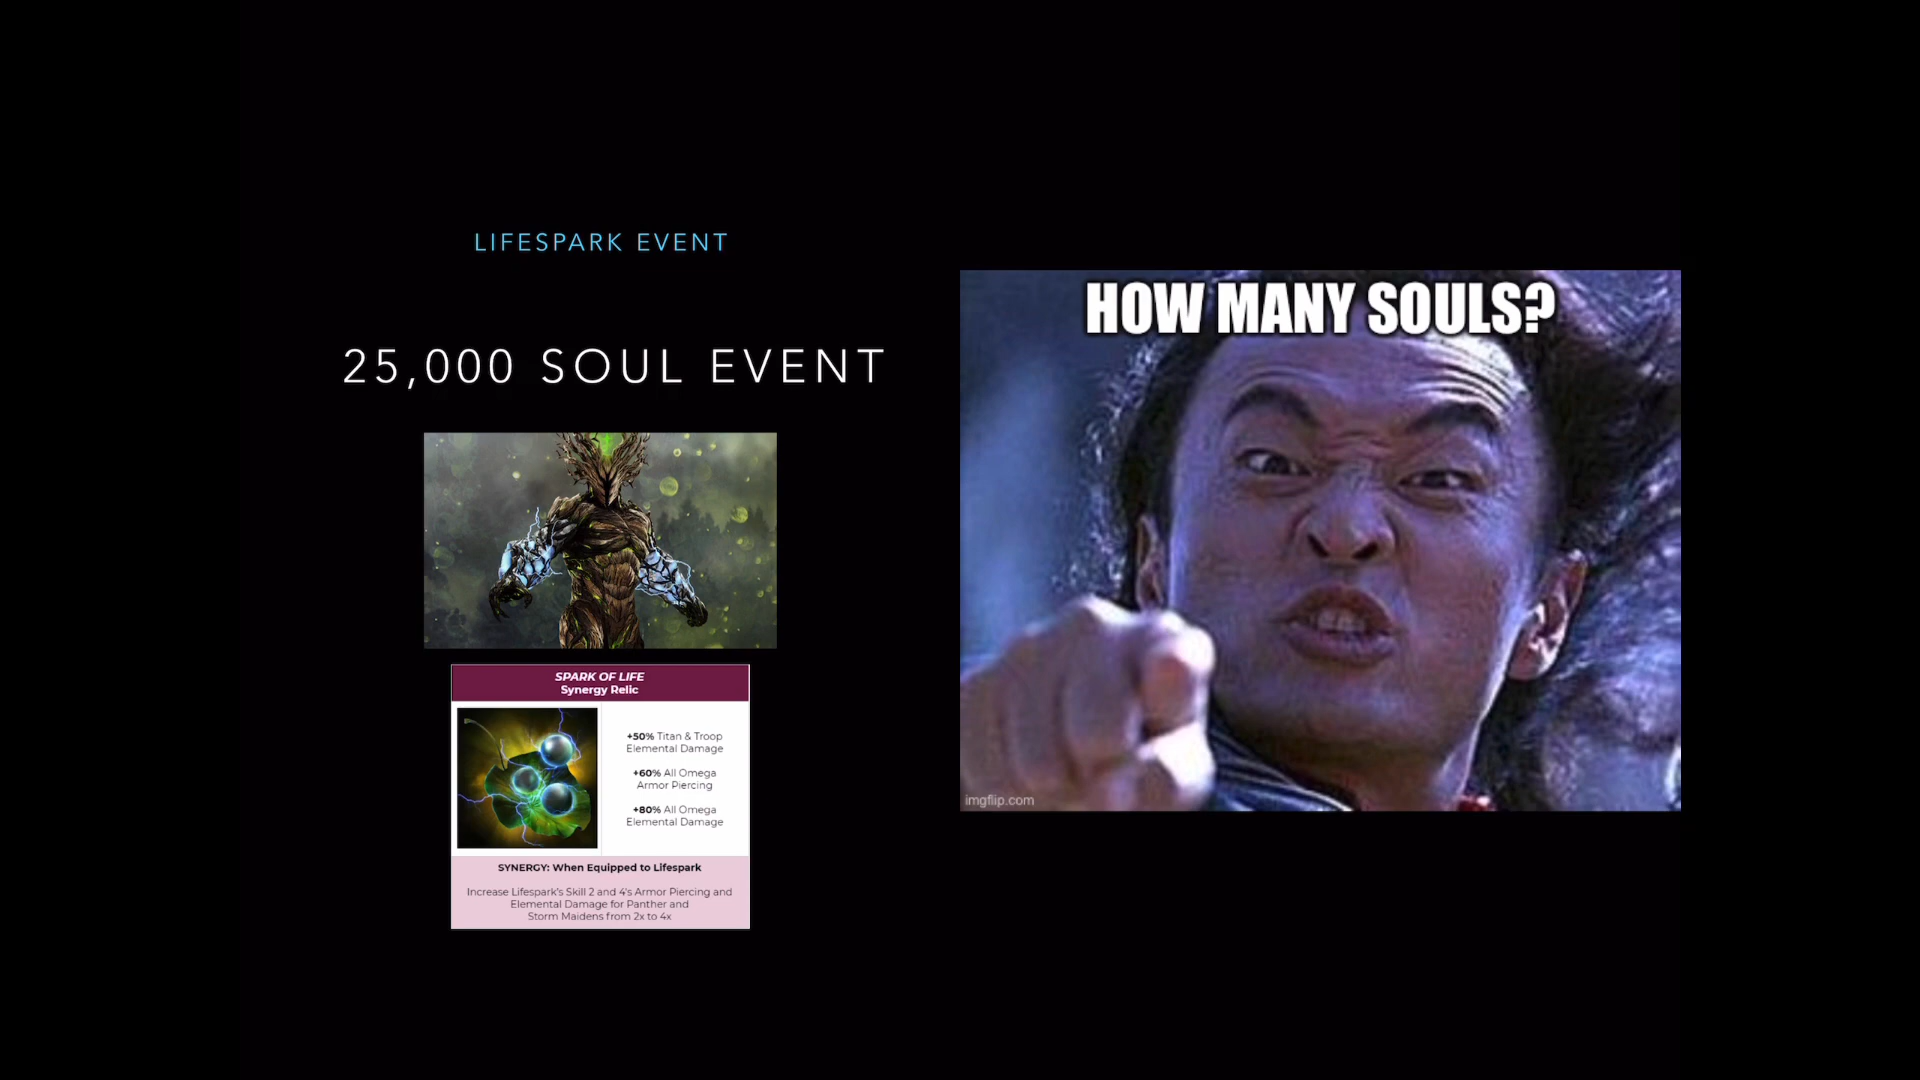 LIFESPARK EVENT
25,000 SOUL EVENT
SPARK OF LIFE
Synergy Relic
+50% Titan & Troop
Elemental Damage
+60% All Omega
Armor Piercing
+80% All Omega
Elemental Damage
SYNERGY: When Equipped to Lifespark
Increase Lifespark's Skill 2 and 4's Armor Piercing and
Elemental Damage for Panther and
Storm Maidens from 2x to 4x
HOW MANY SOULS?
imgflip.com